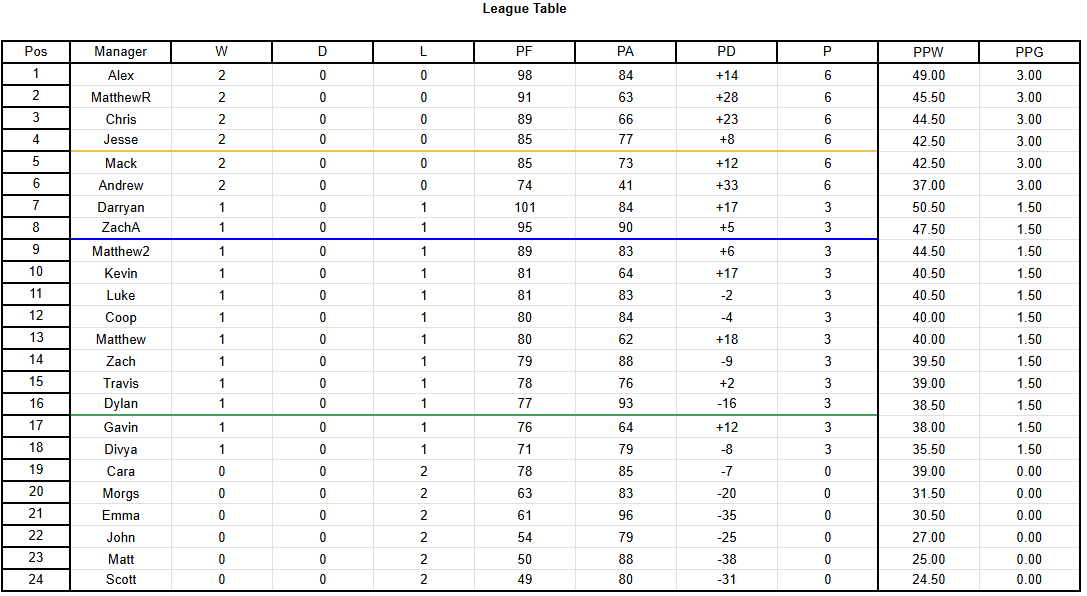 League Table
Pos Manager W D L PF PA PD P PPW PPG
1 Alex 2 0 0 98 84 +14 6 49.00 3.00
2 MatthewR 2 0 0 91 63 +28 6 45.50 3.00
3 Chris 2 0 0 89 66 +23 6 44.50 3.00
4 Jesse 2 0 0 85 77 +8 6 42.50 3.00
5 Mack 2 0 0 85 73 +12 6 42.50 3.00
6 Andrew 2 0 0 74 41 +33 6 37.00 3.00
7 Darryan 1 0 1 101 84 +17 3 50.50 1.50
8 ZachA 1 0 1 95 90 +5 3 47.50 1.50
9 Matthew2 1 0 1 89 83 +6 3 44.50 1.50
10 Kevin 1 0 1 81 64 +17 3 40.50 1.50
11 Luke 1 0 1 81 83 -2 3 40.50 1.50
12 Coop 1 0 1 80 84 -4 3 40.00 1.50
13 Matthew 1 0 1 80 62 +18 3 40.00 1.50
14 Zach 1 0 1 79 88 -9 3 39.50 1.50
15 Travis 1 0 1 78 76 +2 3 39.00 1.50
16 Dylan 1 0 1 77 93 -16 3 38.50 1.50
17 Gavin 1 0 1 76 64 +12 3 38.00 1.50
18 Divya 1 0 1 71 79 -8 3 35.50 1.50
19 Cara 0 0 2 78 85 -7 0 39.00 0.00
20 Morgs 0 0 2 63 83 -20 0 31.50 0.00
21 Emma 0 0 2 61 96 -35 0 30.50 0.00
22 John 0 0 2 54 79 -25 0 27.00 0.00
23 Matt 0 0 2 50 88 -38 0 25.00 0.00
24 Scott 0 0 2 49 80 -31 0 24.50 0.00